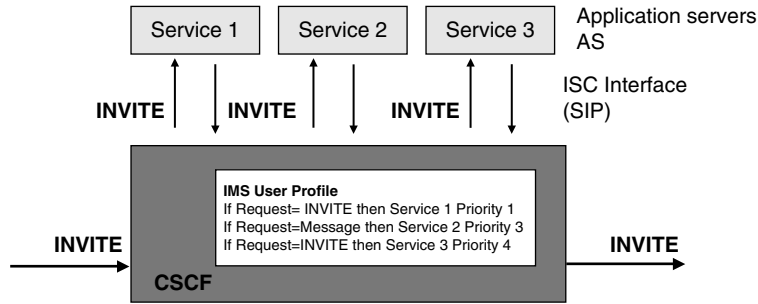 Service 1
Service 2
Service 3
Application servers
AS
INVITE
INVITE
INVITE
ISC Interface
(SIP)
IMS User Profile
If Request= INVITE then Service 1 Priority 1
If Request=Message then Service 2 Priority 3
If Request=INVITE then Service 3 Priority 4
INVITE
INVITE
CSCF